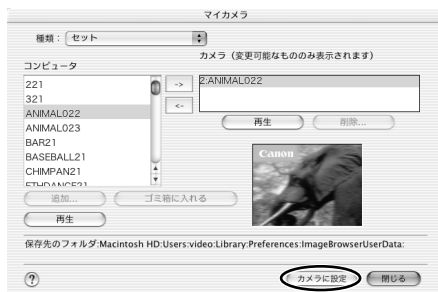 マイカメラ
種類： セット
コンピュータ
カメラ（変更可能なもののみ表示されます）
221
321
ANIMAL022
ANIMAL023
BAR21
BASEBALL21
CHIMPAN21
ETHDANCE21
->
<-
2:ANIMAL022
再生
削除...
Canon
追加...
ゴミ箱に入れる
再生
保存先のフォルダ:Macintosh HD:Users:video:Library:Preferences:ImageBrowserUserData:
?
カメラに設定
閉じる